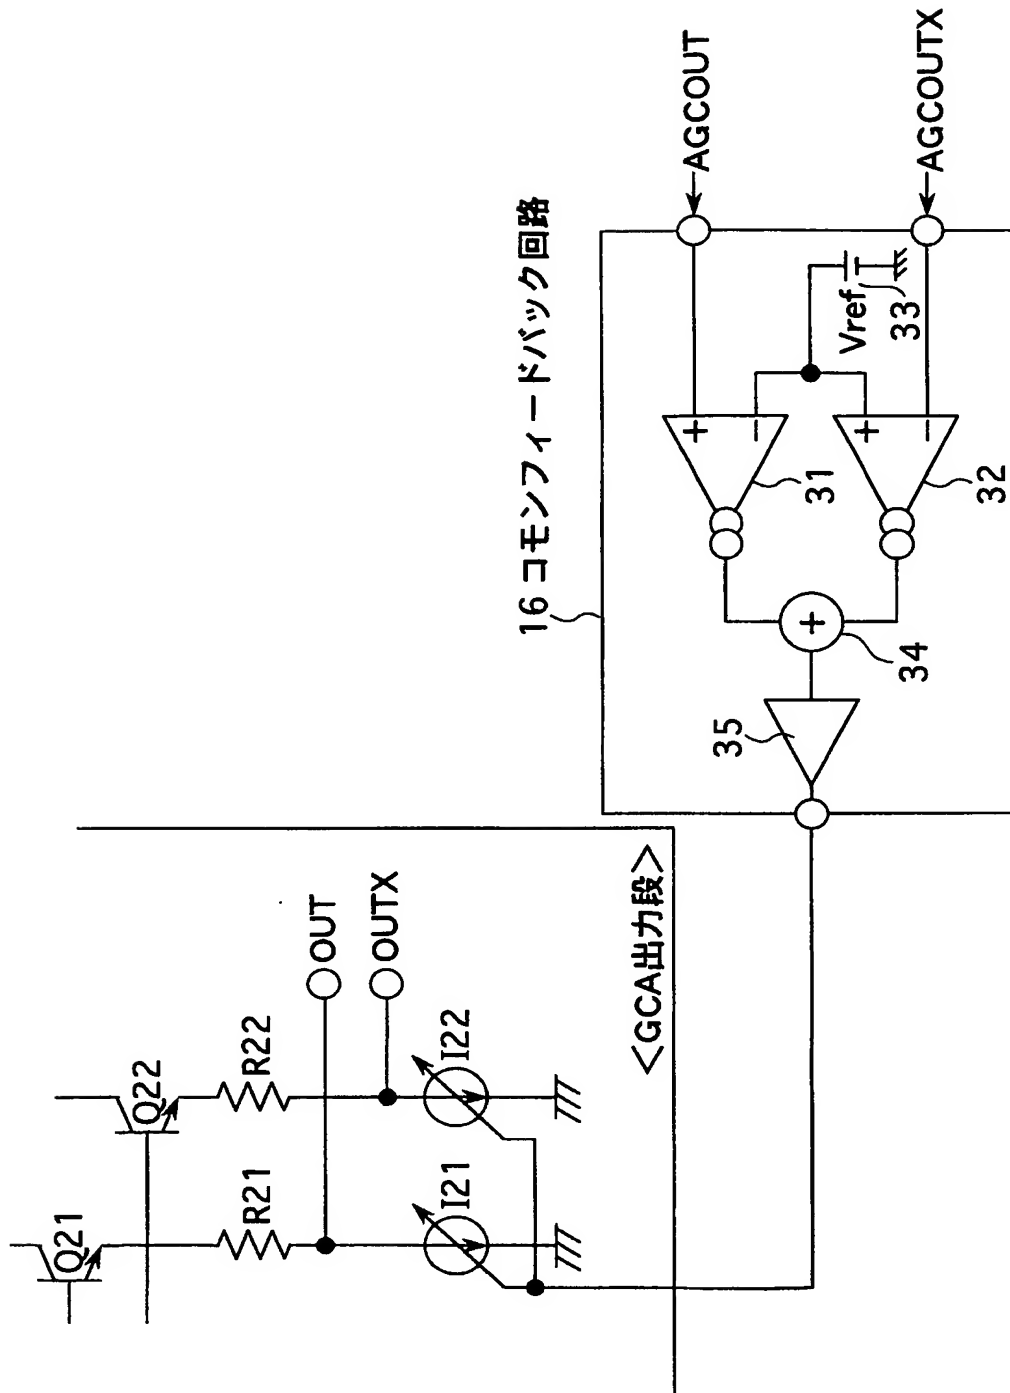 Q21
Q22
R21
R22
OUT
OUTX
I21
I22
<GCA出力段>
16 コモンフィードバック回路
AGCOUT
AGCOUTX
Vref
33
+
−
31
+
−
32
+
34
35